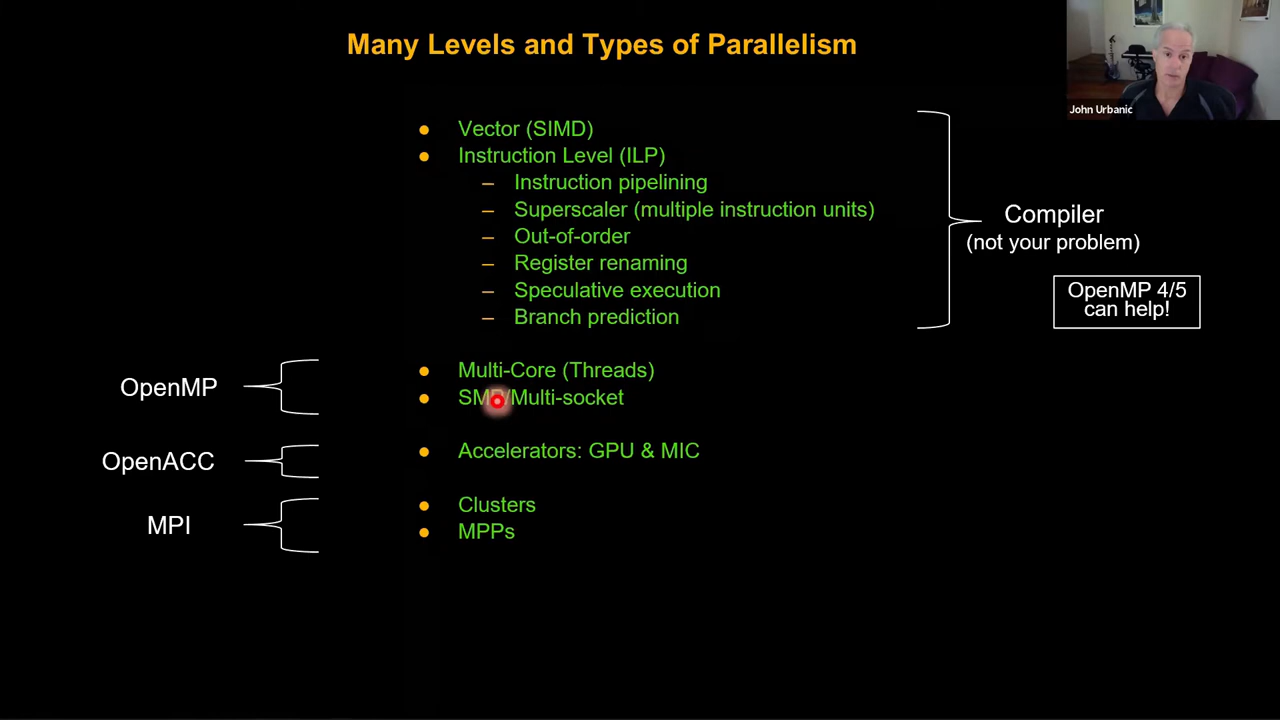 Many Levels and Types of Parallelism
John Urbanic
Vector (SIMD)
Instruction Level (ILP)
– Instruction pipelining
– Superscaler (multiple instruction units)
– Out-of-order
– Register renaming
– Speculative execution
– Branch prediction
Compiler
(not your problem)
OpenMP 4/5
can help!
OpenMP
Multi-Core (Threads)
SMP/Multi-socket
OpenACC
Accelerators: GPU & MIC
MPI
Clusters
MPPs